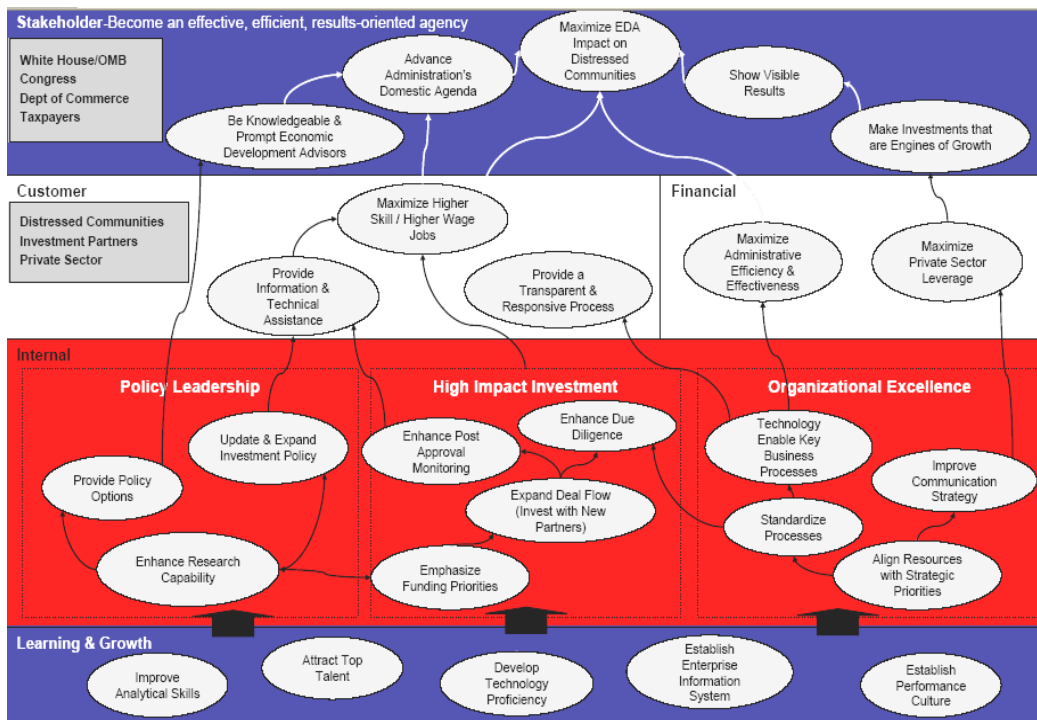 Stakeholder-Become an effective, efficient, results-oriented agency
White House/OMB
Congress
Dept of Commerce
Taxpayers
Be Knowledgeable &
Prompt Economic
Development Advisors
Advance
Administration's
Domestic Agenda
Maximize EDA
Impact on
Distressed
Communities
Show Visible
Results
Make Investments that
are Engines of Growth
Customer
Distressed Communities
Investment Partners
Private Sector
Maximize Higher
Skill / Higher Wage
Jobs
Provide
Information &
Technical
Assistance
Provide a
Transparent &
Responsive Process
Financial
Maximize
Administrative
Efficiency &
Effectiveness
Maximize
Private Sector
Leverage
Internal
Policy Leadership
Update & Expand
Investment Policy
Provide Policy
Options
Enhance Research
Capability
High Impact Investment
Enhance Post
Approval
Monitoring
Enhance Due
Diligence
Expand Deal Flow
(Invest with New
Partners)
Emphasize
Funding Priorities
Organizational Excellence
Technology
Enable Key
Business
Processes
Improve
Communication
Strategy
Standardize
Processes
Align Resources
with Strategic
Priorities
Learning & Growth
Improve
Analytical Skills
Attract Top
Talent
Develop
Technology
Proficiency
Establish
Enterprise
Information
System
Establish
Performance
Culture